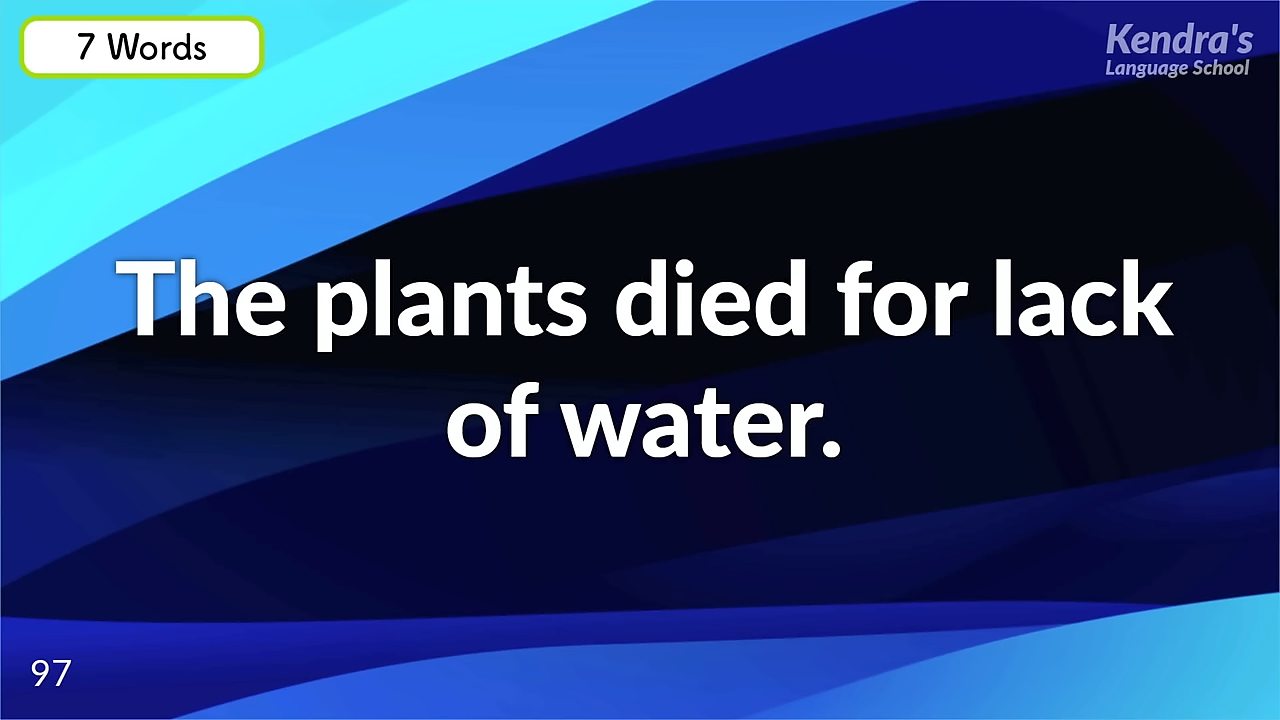 7 Words
Kendra's
Language School
The plants died for lack
of water.
97